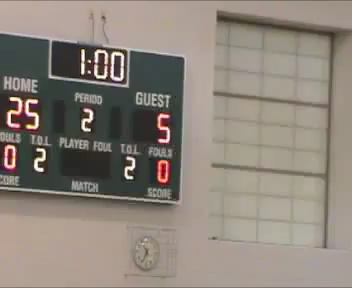 1:00
HOME PERIOD GUEST
25 2 5
FOULS T.O.L. PLAYER FOUL T.O.L. FOULS
0 2 2 0
SCORE MATCH SCORE